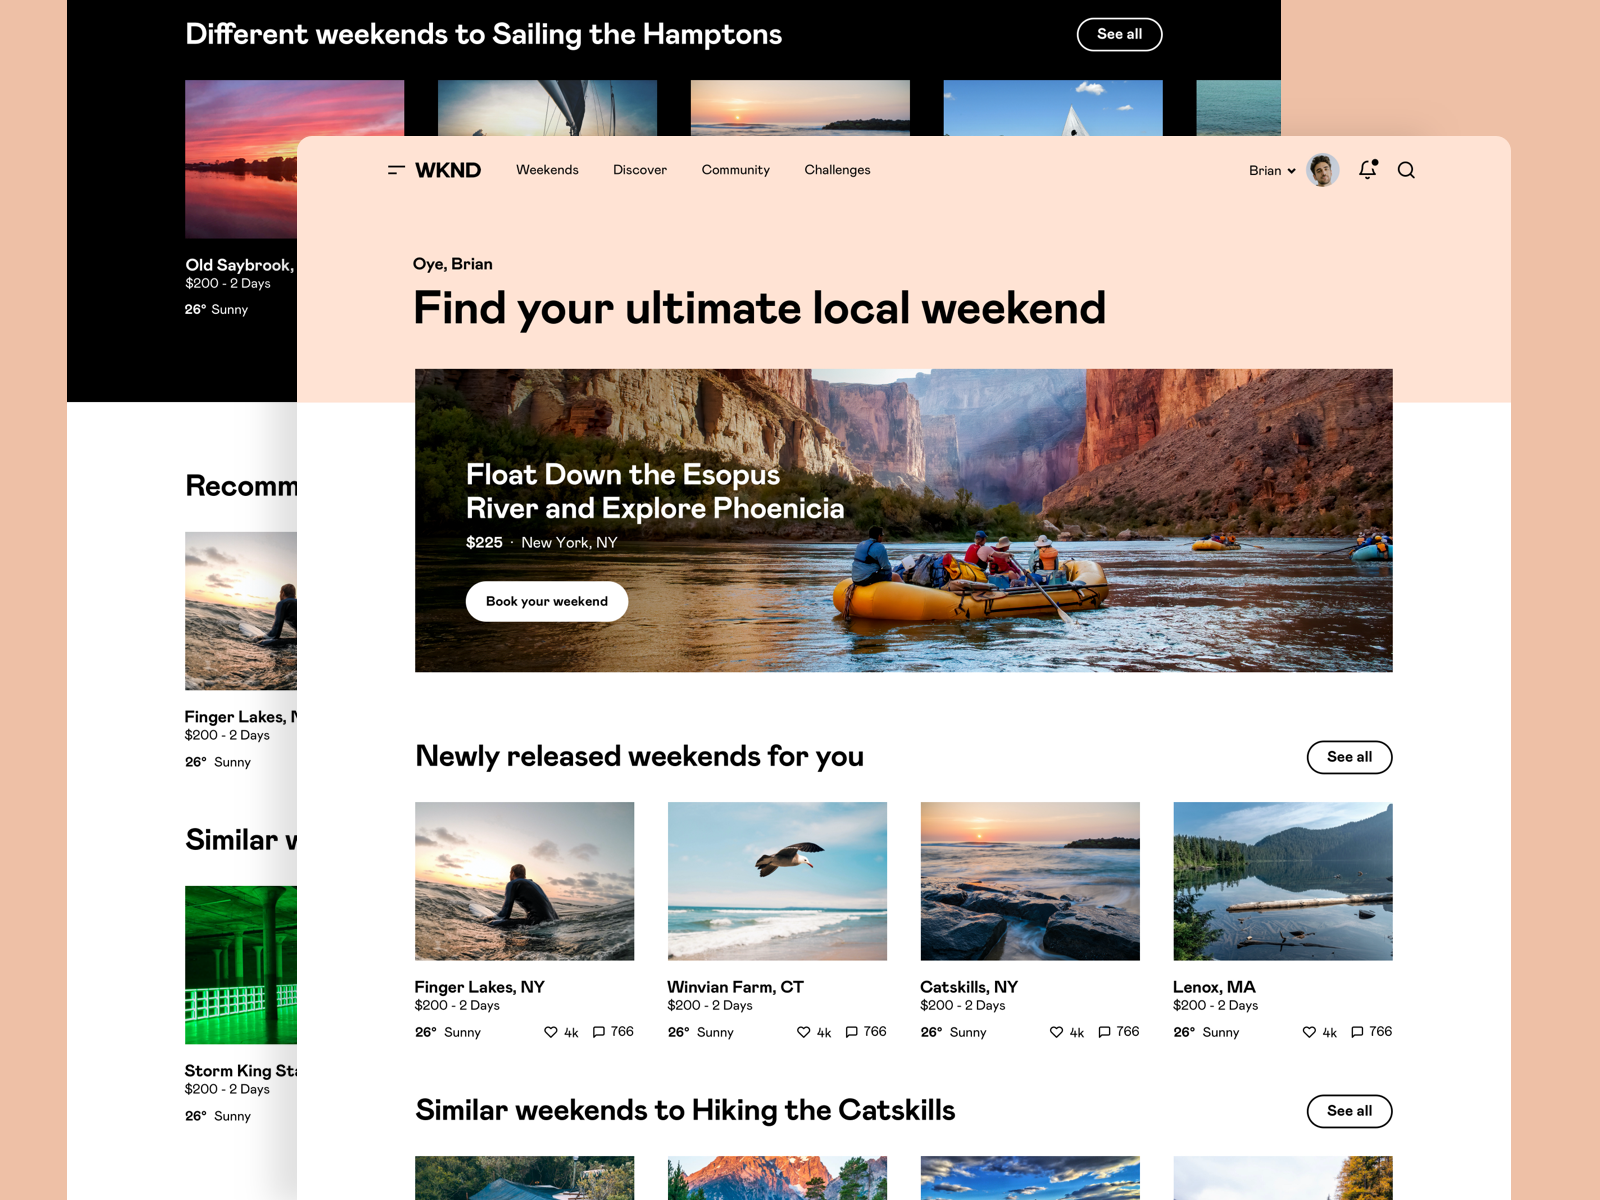 Different weekends to Sailing the Hamptons
See all
Old Saybrook,
$200 - 2 Days
26° Sunny
Recomm
Finger Lakes, N
$200 - 2 Days
26° Sunny
Similar w
Storm King Sta
$200 - 2 Days
26° Sunny
WKND Weekends Discover Community Challenges Brian
Oye, Brian
Find your ultimate local weekend
Float Down the Esopus
River and Explore Phoenicia
$225 · New York, NY
Book your weekend
Newly released weekends for you
See all
Finger Lakes, NY
$200 - 2 Days
26° Sunny 4k 766
Winvian Farm, CT
$200 - 2 Days
26° Sunny 4k 766
Catskills, NY
$200 - 2 Days
26° Sunny 4k 766
Lenox, MA
$200 - 2 Days
26° Sunny 4k 766
Similar weekends to Hiking the Catskills
See all